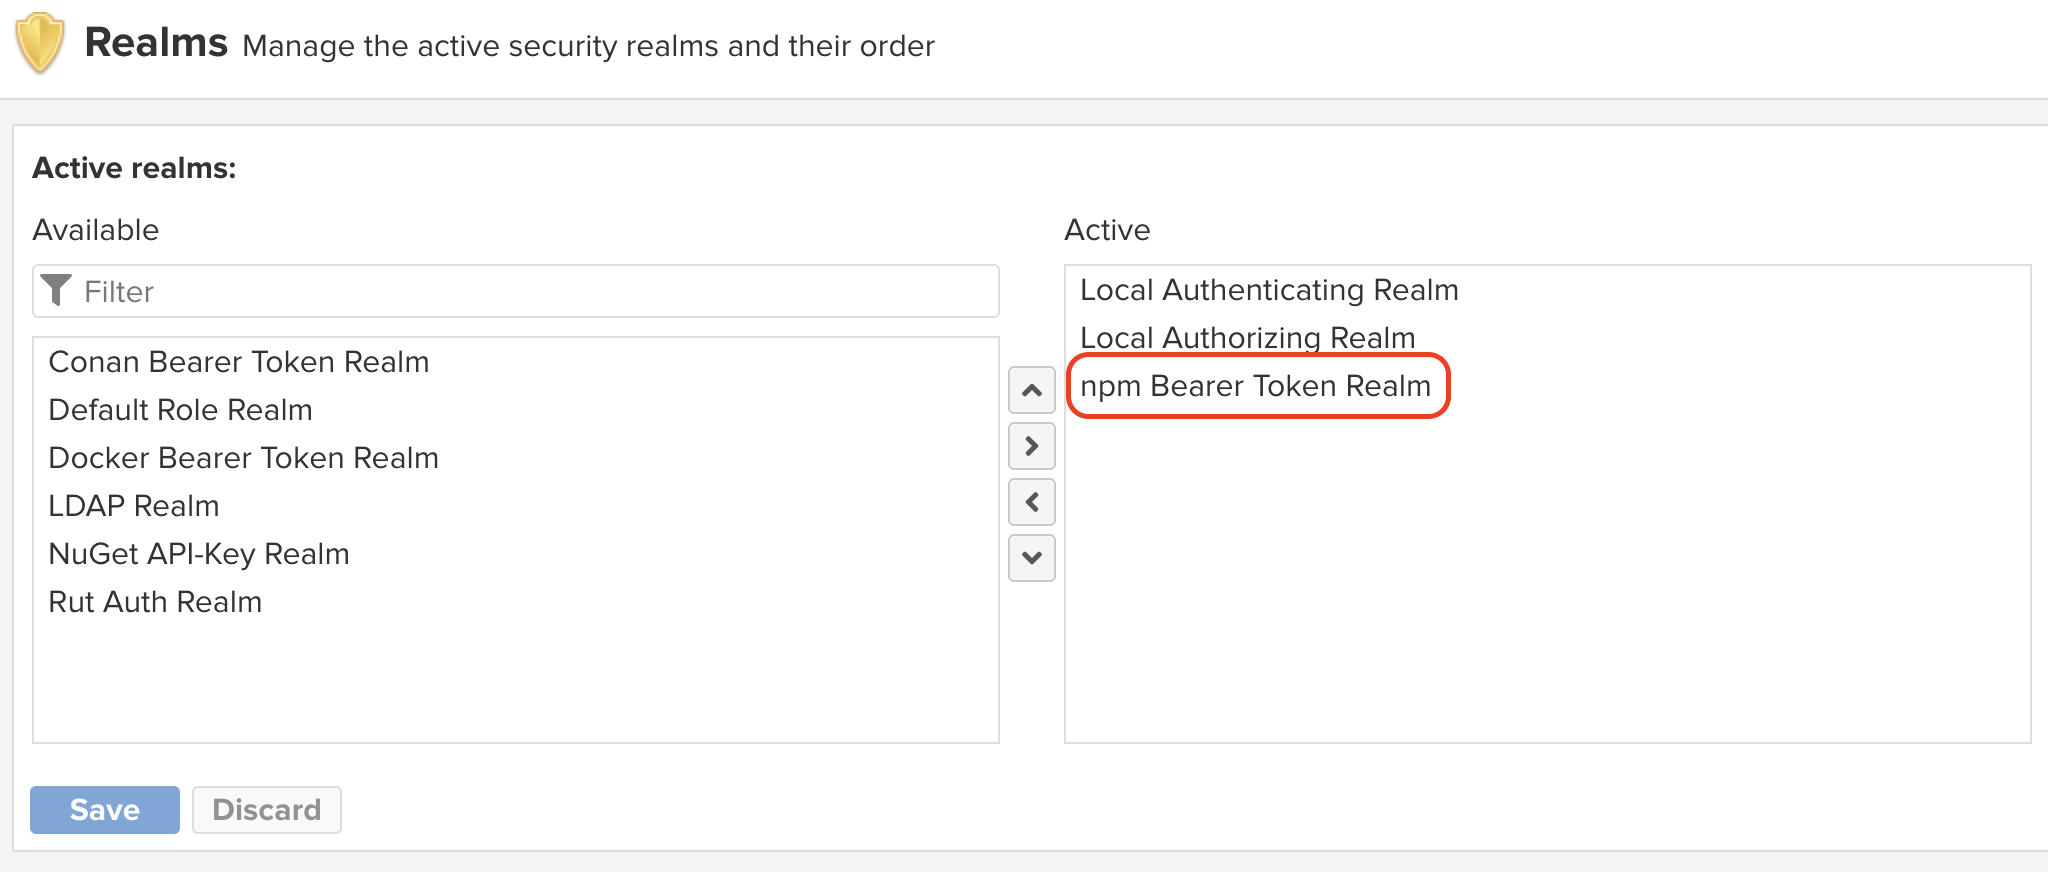 Realms Manage the active security realms and their order
Active realms:
Available
Filter
Conan Bearer Token Realm
Default Role Realm
Docker Bearer Token Realm
LDAP Realm
NuGet API-Key Realm
Rut Auth Realm
Active
Local Authenticating Realm
Local Authorizing Realm
npm Bearer Token Realm
Save
Discard